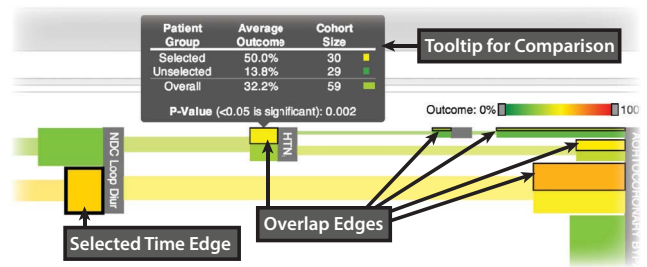 Patient Group Average Outcome Cohort Size
Selected 50.0% 30
Unselected 13.8% 29
Overall 32.2% 59
P-Value (<0.05 is significant): 0.002
Tooltip for Comparison
Outcome: 0% 100
NDC Loop Diur
HTN
Overlap Edges
Selected Time Edge